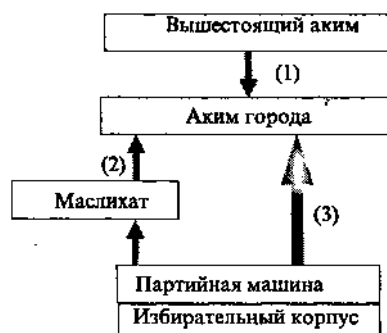 Вышестоящий аким
(1)
Аким города
(2)
Маслихат
(3)
Партийная машина
Избирательный корпус